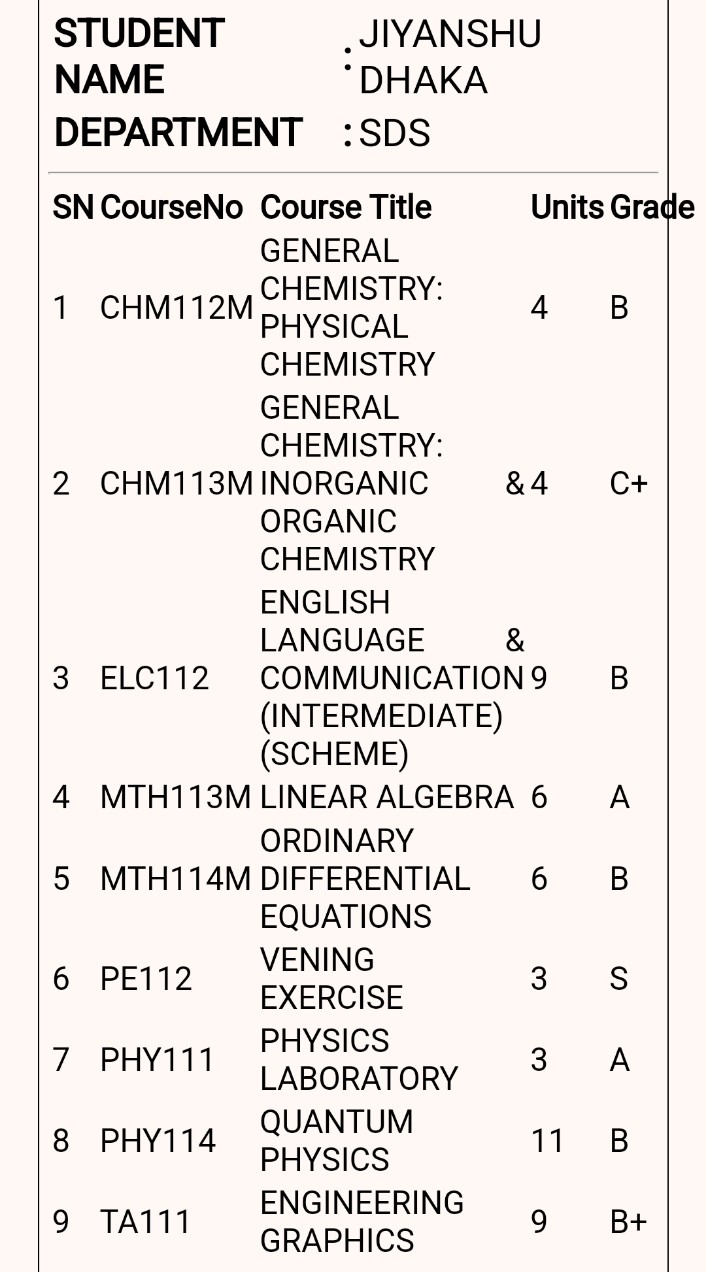 STUDENT NAME : JIYANSHU DHAKA
DEPARTMENT : SDS
SN CourseNo Course Title Units Grade
1 CHM112M GENERAL CHEMISTRY: PHYSICAL CHEMISTRY 4 B
2 CHM113M GENERAL CHEMISTRY: INORGANIC & ORGANIC CHEMISTRY 4 C+
3 ELC112 ENGLISH LANGUAGE & COMMUNICATION (INTERMEDIATE) (SCHEME) 9 B
4 MTH113M LINEAR ALGEBRA 6 A
5 MTH114M ORDINARY DIFFERENTIAL EQUATIONS 6 B
6 PE112 VENING EXERCISE 3 S
7 PHY111 PHYSICS LABORATORY 3 A
8 PHY114 QUANTUM PHYSICS 11 B
9 TA111 ENGINEERING GRAPHICS 9 B+